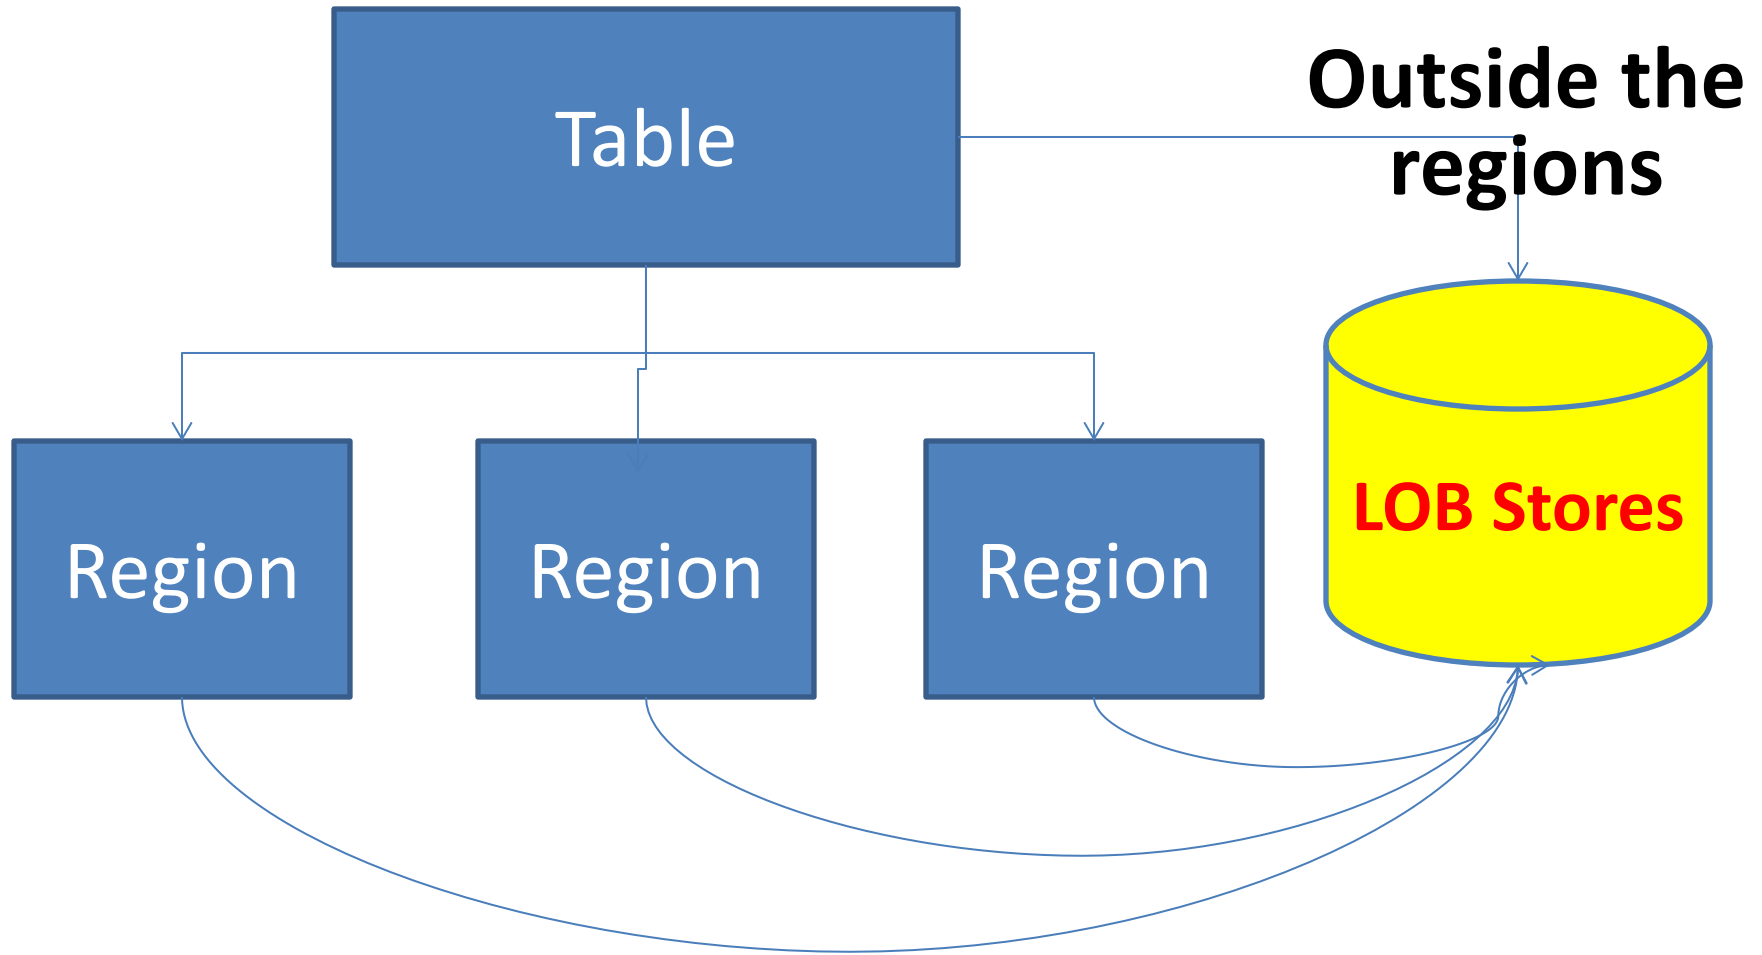 Table
Outside the
regions
Region
Region
Region
LOB Stores